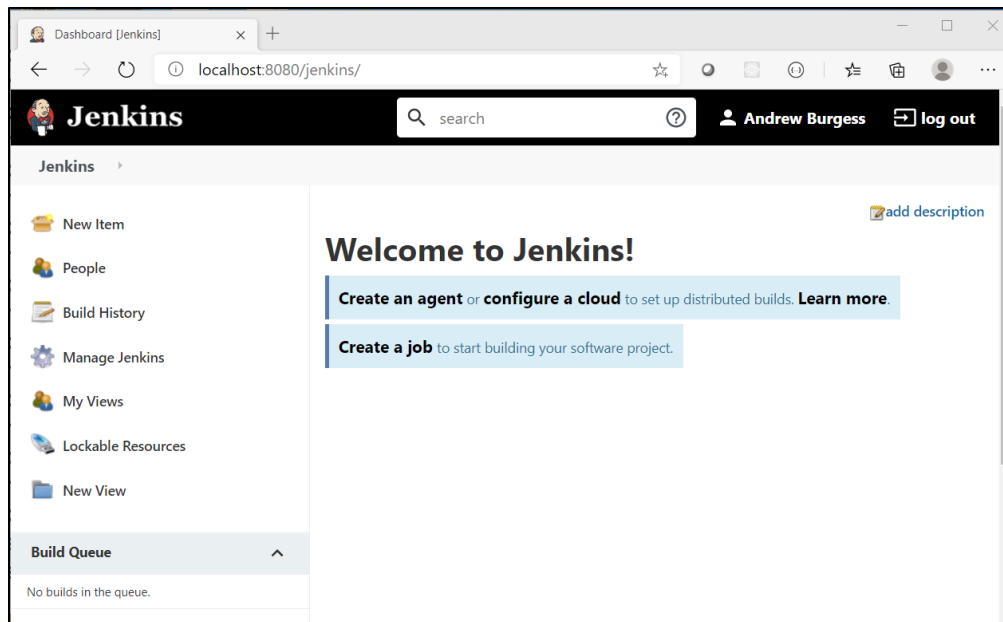 Dashboard [Jenkins]
localhost:8080/jenkins/
Jenkins
search
Andrew Burgess
log out
Jenkins
New Item
People
Build History
Manage Jenkins
My Views
Lockable Resources
New View
Build Queue
No builds in the queue.
add description
Welcome to Jenkins!
Create an agent or configure a cloud to set up distributed builds. Learn more.
Create a job to start building your software project.